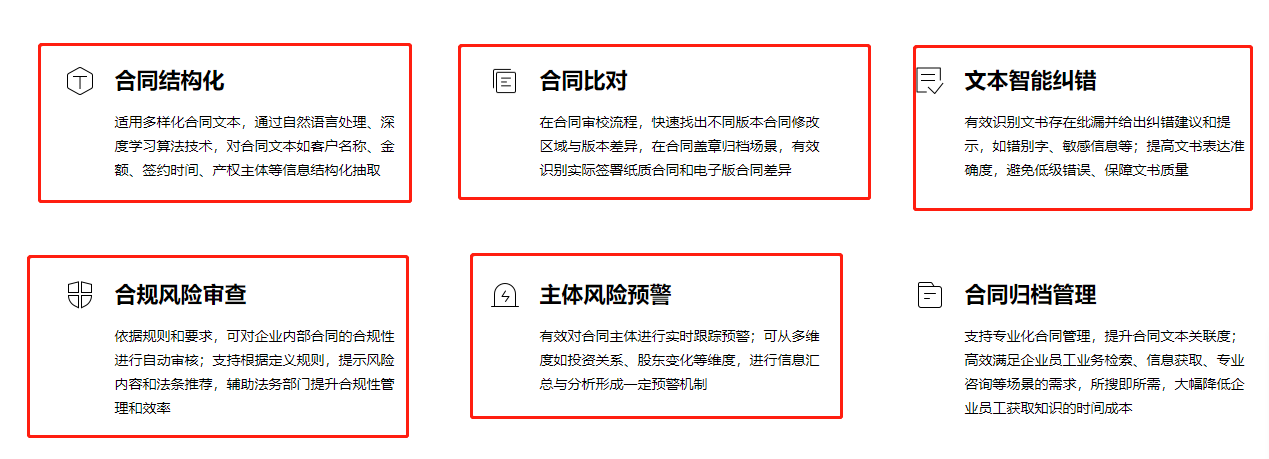 合同结构化
适用多样化合同文本，通过自然语言处理、深
度学习算法技术，对合同文本如客户名称、金
额、签约时间、产权主体等信息结构化抽取
合同比对
在合同审校流程，快速找出不同版本合同修改
区域与版本差异，在合同盖章归档场景，有效
识别实际签署纸质合同和电子版合同差异
文本智能纠错
有效识别文书存在纰漏并给出纠错建议和提
示，如错别字、敏感信息等；提高文书表达准
确度，避免低级错误、保障文书质量
合规风险审查
依据规则和要求，可对企业内部合同的合规性
进行自动审核；支持根据定义规则，提示风险
内容和法条推荐，辅助法务部门提升合规性管
理和效率
主体风险预警
有效对合同主体进行实时跟踪预警；可从多维
度如投资关系、股东变化等维度，进行信息汇
总与分析形成一定预警机制
合同归档管理
支持专业化合同管理，提升合同文本关联度；
高效满足企业员工业务检索、信息获取、专业
咨询等场景的需求，所搜即所需，大幅降低企
业员工获取知识的时间成本